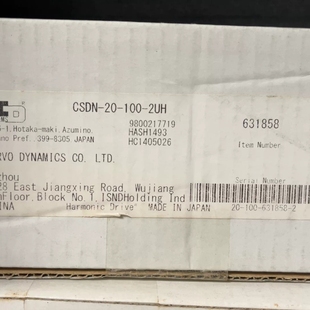 CSDN-20-100-2UH
-1,Hotaka-maki,Azumino,
no Pref. 399-8305 JAPAN
9800217719
HASH1493
HC1405026
631858
Item Number
VO DYNAMICS CO. LTD.
zhou
28 East Jiangxing Road, Wujiang
Floor,Block No.1,ISNDHolding Ind
INA
Harmonic Drive
MADE IN JAPAN
Serial Number
20-100-631858-2